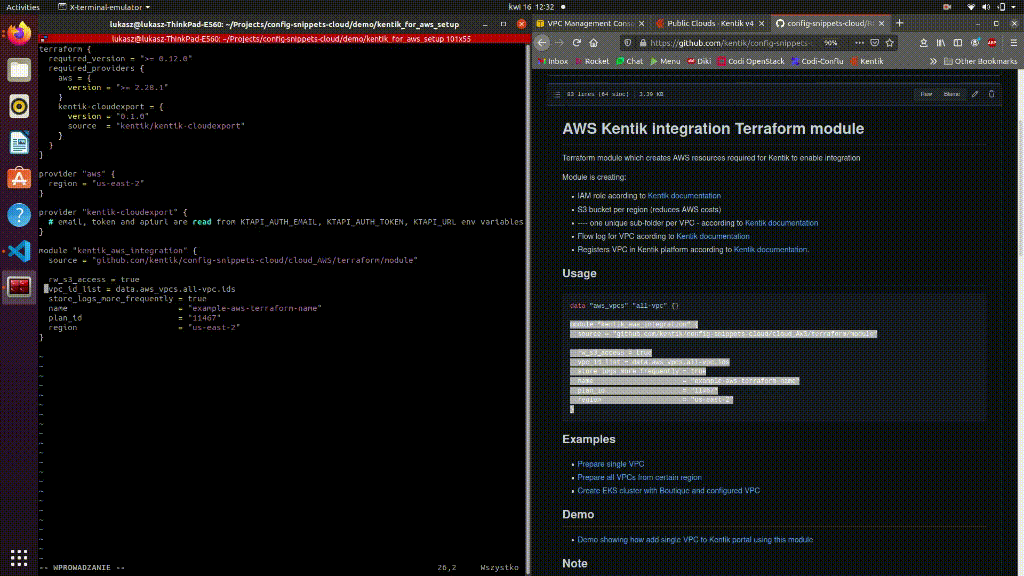 Activities
X-terminal-emulator
kwi 16 12:32
lukasz@lukasz-ThinkPad-E560: ~/Projects/config-snippets-cloud/demo/kentik_for_aws_setup
lukasz@lukasz-ThinkPad-E560: ~/Projects/config-snippets-cloud/demo/kentik_for_aws_setup 101x55
terraform {
required_version = ">= 0.12.0"
required_providers {
aws = {
version = ">= 2.28.1"
}
kentik-cloudexport = {
version = "0.1.0"
source  = "kentik/kentik-cloudexport"
}
}
}
provider "aws" {
region = "us-east-2"
}
provider "kentik-cloudexport" {
# email, token and apiurl are read from KTAPI_AUTH_EMAIL, KTAPI_AUTH_TOKEN, KTAPI_URL env variables
}
module "kentik_aws_integration" {
source = "github.com/kentik/config-snippets-cloud/cloud_AWS/terraform/module"
rw_s3_access = true
vpc_id_list = data.aws_vpcs.all-vpc.ids
store_logs_more_frequently = true
name = "example-aws-terraform-name"
plan_id = "11467"
region = "us-east-2"
}
-- WPROWADZANIE --
26,2
Wszystko
VPC Management Conso
Public Clouds - Kentik v4
config-snippets-cloud/
https://github.com/kentik/config-snippets-
90%
Inbox
Rocket
Chat
Menu
Diki
Codi OpenStack
Codi-Conflu
Kentik
Other Bookmarks
83 lines (64 sloc) 3.39 KB
Raw
Blame
AWS Kentik integration Terraform module
Terraform module which creates AWS resources required for Kentik to enable integration
Module is creating:
IAM role acording to Kentik documentation
S3 bucket per region (reduces AWS costs)
---- one unique sub-folder per VPC - according to Kentik documentation
Flow log for VPC acording to Kentik documentation
Registers VPC in Kentik platform according to Kentik documentation.
Usage
data "aws_vpcs" "all-vpc" {}
module "kentik_aws_integration" {
source = "github.com/kentik/config-snippets-cloud/cloud_AWS/terraform/module"
rw_s3_access = true
vpc_id_list = data.aws_vpcs.all-vpc.ids
store_logs_more_frequently = true
name = "example-aws-terraform-name"
plan_id = "11467"
region = "us-east-2"
}
Examples
Prepare single VPC
Prepare all VPCs from certain region
Create EKS cluster with Boutique and configured VPC
Demo
Demo showing how add single VPC to Kentik portal using this module
Note